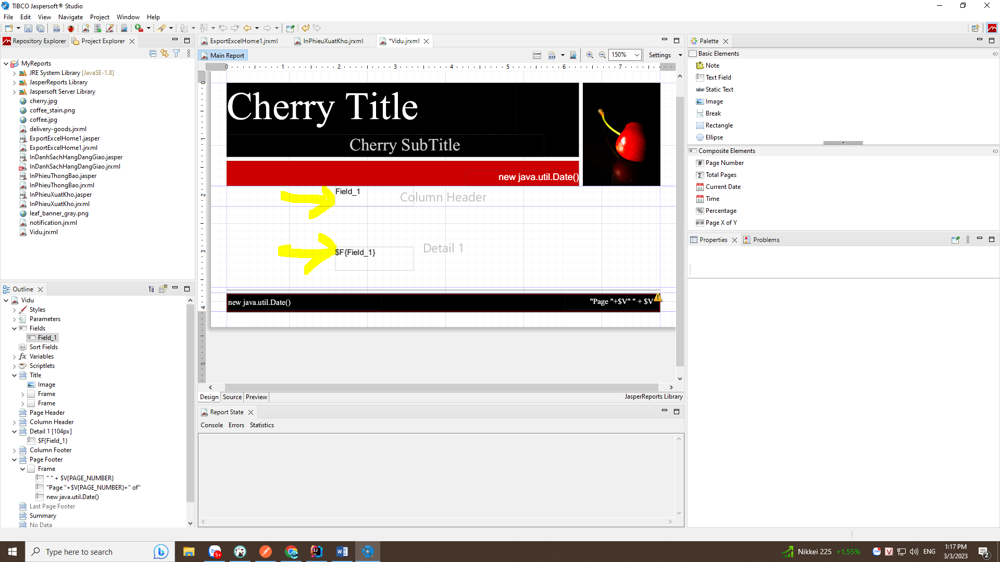 TIBCO Jaspersoft® Studio
File Edit View Navigate Project Window Help
Repository Explorer Project Explorer
MyReports
JRE System Library [JavaSE-1.8]
JasperReports Library
Jaspersoft Server Library
cherry.jpg
coffee_stain.png
coffee.jpg
delivery-goods.jrxml
ExportExcelHome1.jasper
ExportExcelHome1.jrxml
InDanhSachHangDangGiao.jasper
InDanhSachHangDangGiao.jrxml
InPhieuThongBao.jasper
InPhieuThongBao.jrxml
InPhieuXuatKho.jasper
InPhieuXuatKho.jrxml
leaf_banner_gray.png
notification.jrxml
Vidu.jrxml
Outline
Vidu
Styles
Parameters
Fields
Field_1
Sort Fields
Variables
Scriptlets
Title
Image
Frame
Frame
Page Header
Column Header
Detail 1 [104px]
$F{Field_1}
Column Footer
Page Footer
Frame
" " + $V{PAGE_NUMBER}
"Page "+$V{PAGE_NUMBER}+" of"
new java.util.Date()
Last Page Footer
Summary
No Data
ExportExcelHome1.jrxml InPhieuXuatKho.jrxml *Vidu.jrxml
Main Report
150% Settings
0 1 2 3 4 5 6 7
0
1
2
3
4
5
Cherry Title
Cherry SubTitle
new java.util.Date()
Field_1
Column Header
Detail 1
$F{Field_1}
new java.util.Date()
"Page "+$V" " + $V
Design Source Preview
JasperReports Library
Report State
Console Errors Statistics
Palette
Basic Elements
Note
Text Field
label Static Text
Image
Break
Rectangle
Ellipse
Composite Elements
# Page Number
Σ Total Pages
Current Date
Time
% Percentage
#/# Page X of Y
Properties Problems
Type here to search
5+
Nikkei 225 +1,55%
ENG
1:17 PM
3/3/2023
2